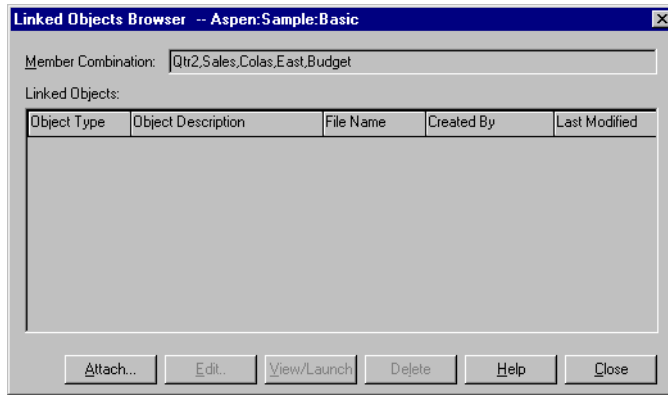 Linked Objects Browser -- Aspen:Sample:Basic
Member Combination: Qtr2,Sales,Colas,East,Budget
Linked Objects:
Object Type Object Description File Name Created By Last Modified
Attach... Edit.. View/Launch Delete Help Close